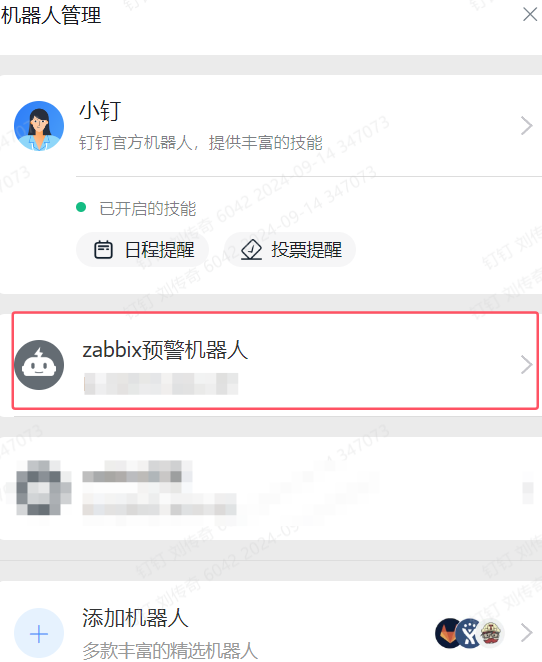 机器人管理
小钉
钉钉官方机器人，提供丰富的技能
已开启的技能
日程提醒
投票提醒
zabbix预警机器人
添加机器人
多款丰富的精选机器人
钉钉 刘传奇 6042 2024-09-14 347073